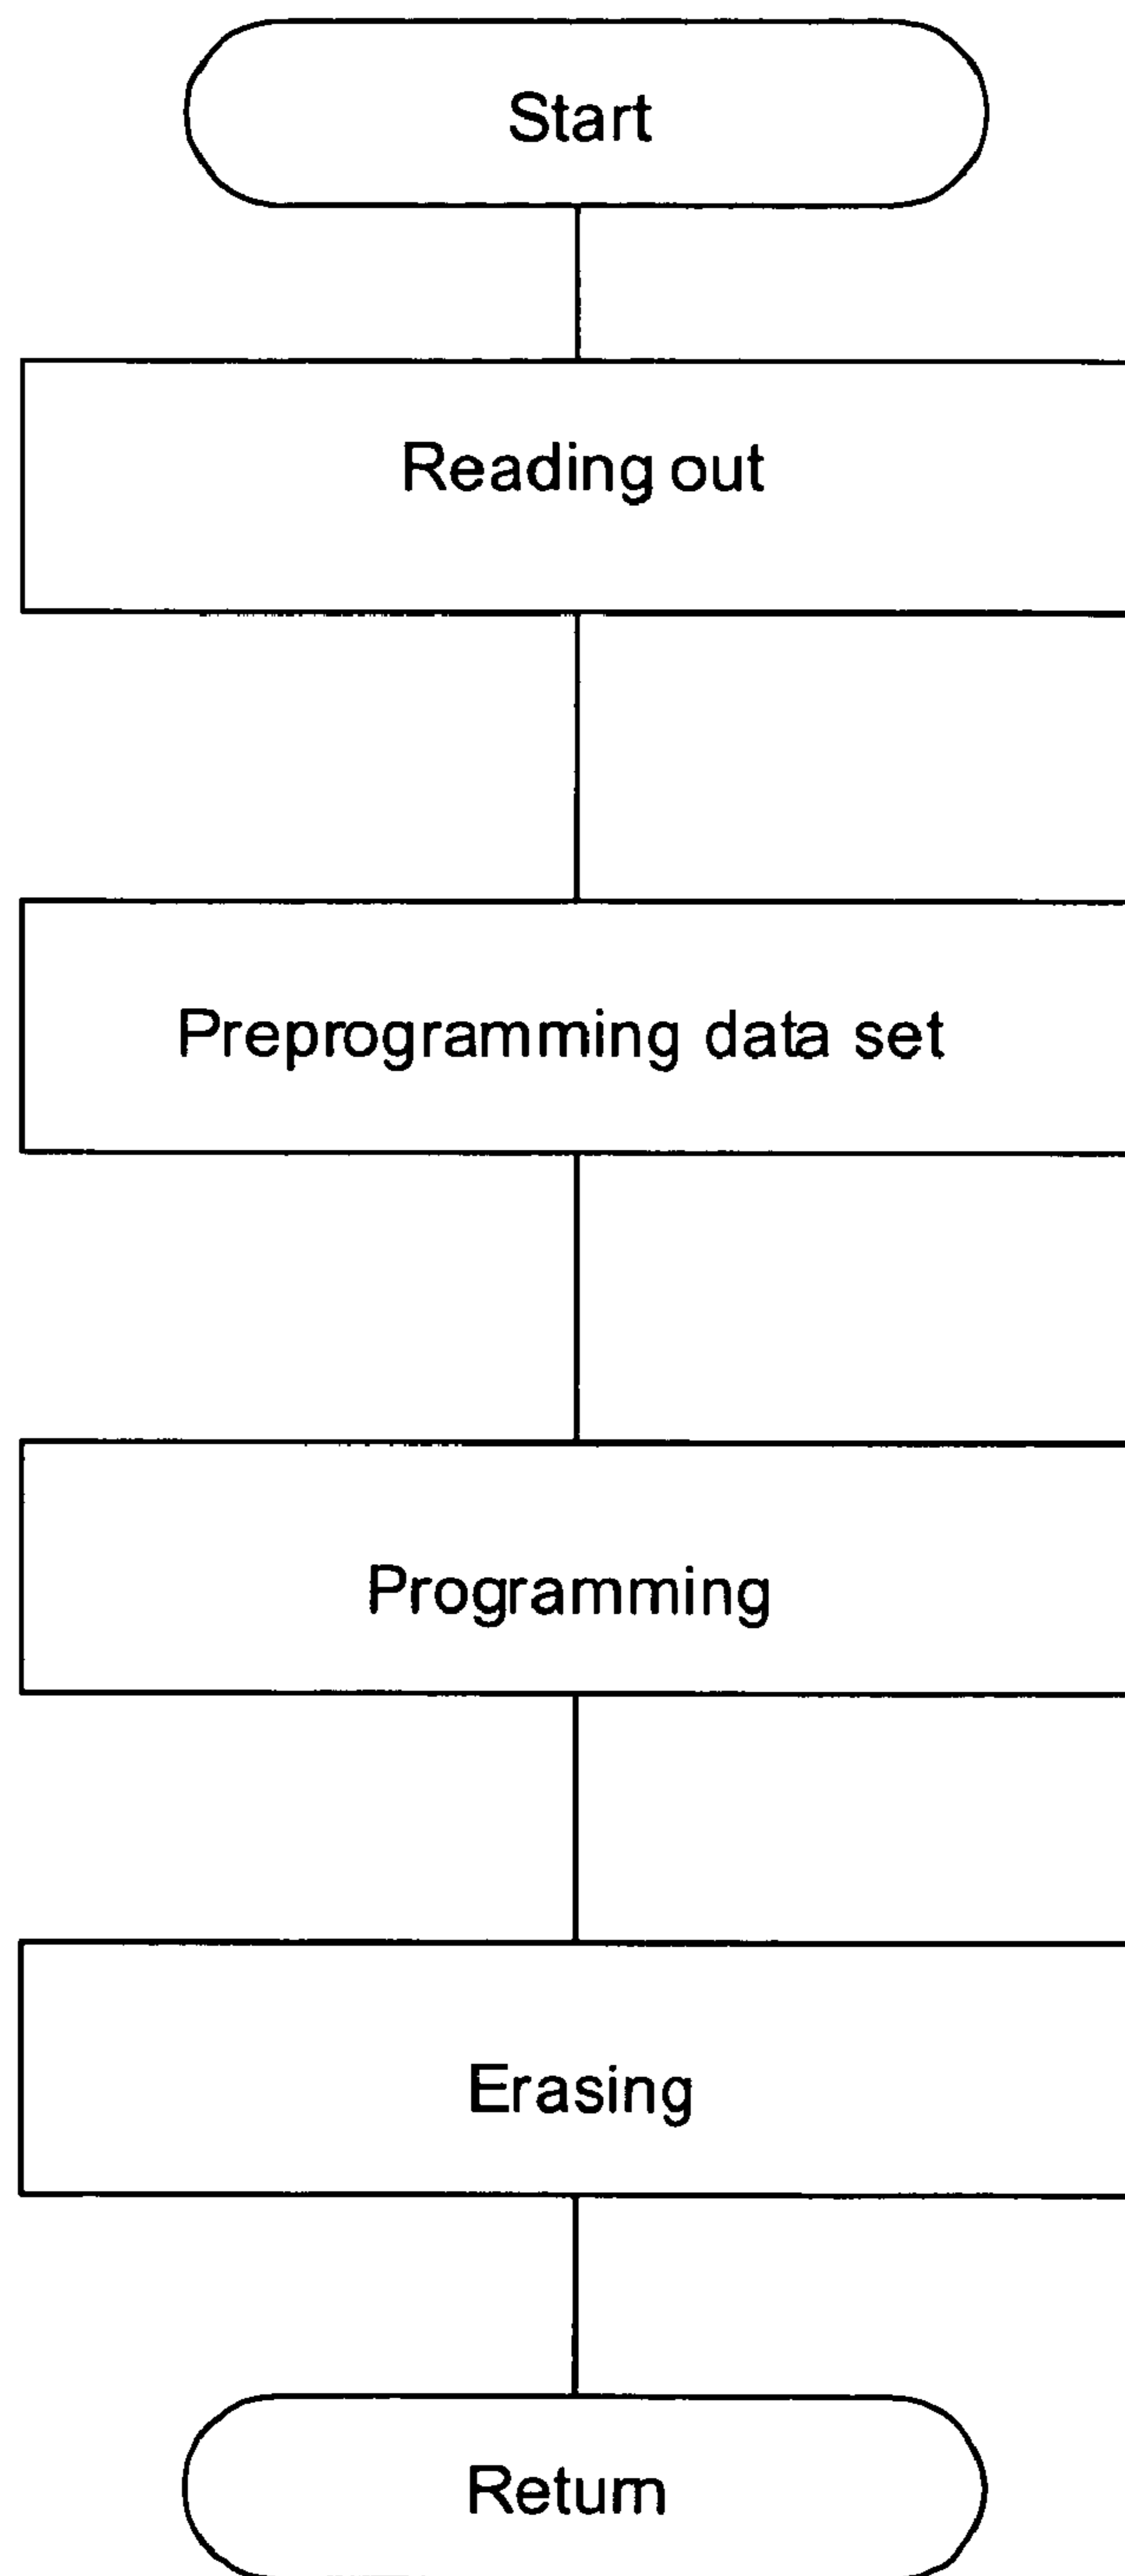 Start
Reading out
Preprogramming data set
Programming
Erasing
Return